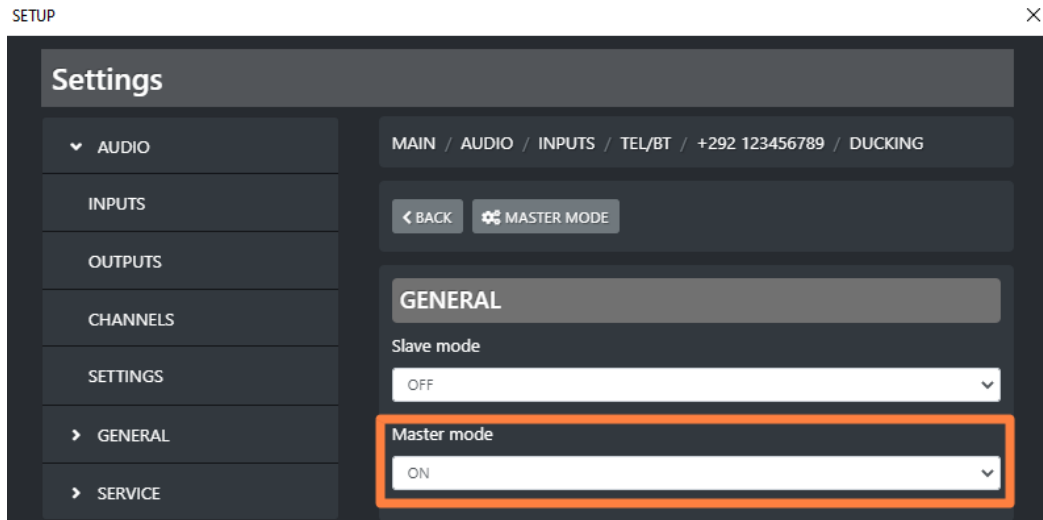 SETUP
Settings
AUDIO
INPUTS
OUTPUTS
CHANNELS
SETTINGS
GENERAL
SERVICE
MAIN / AUDIO / INPUTS / TEL/BT / +292 123456789 / DUCKING
BACK
MASTER MODE
GENERAL
Slave mode
OFF
Master mode
ON